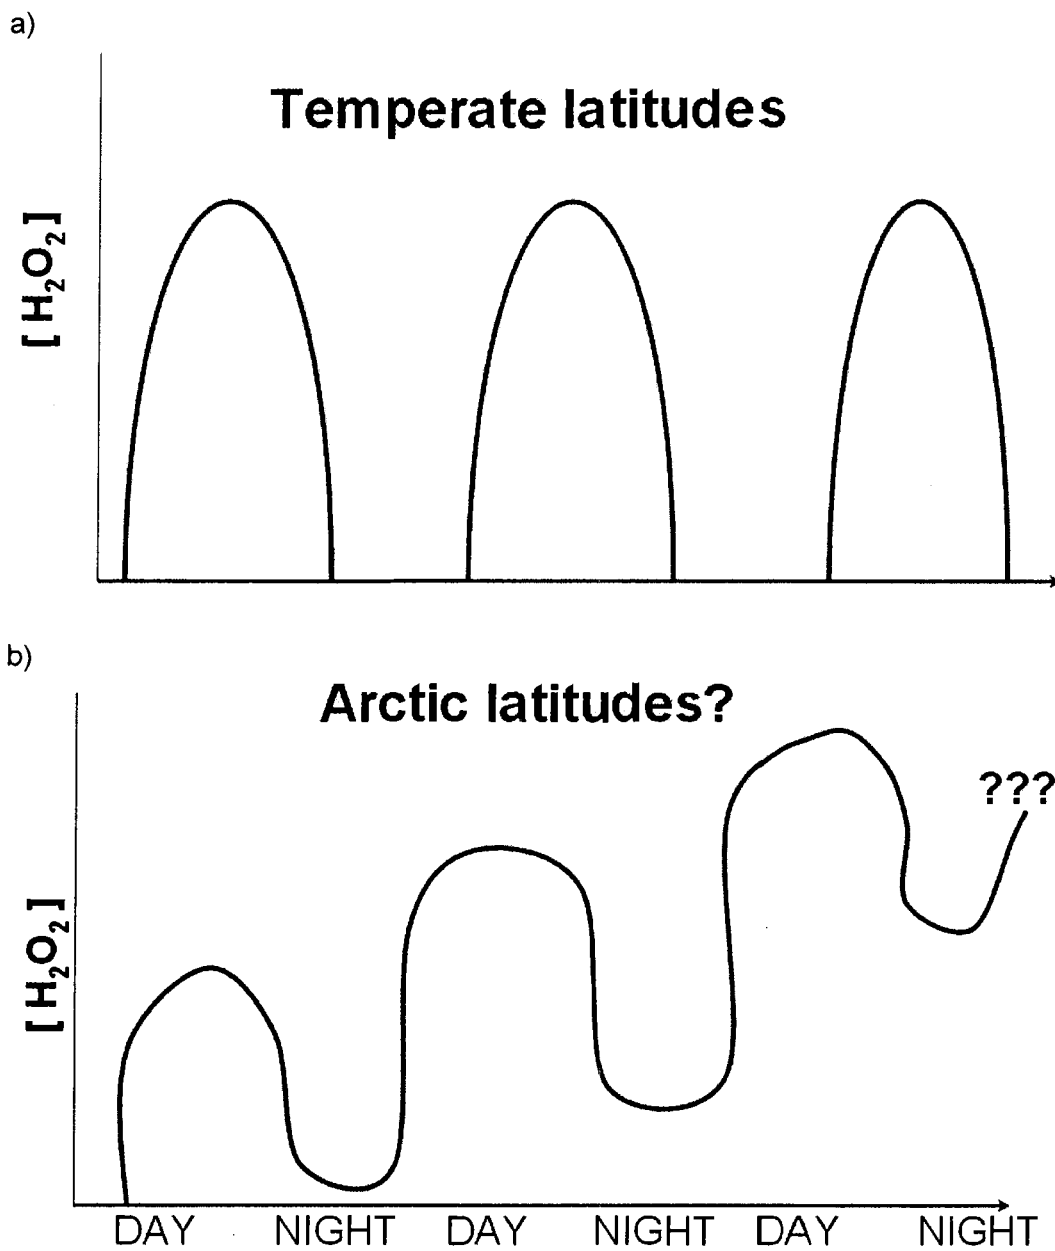 a)
Temperate latitudes
[ H₂O₂]
b)
Arctic latitudes?
???
[ H₂O₂]
DAY NIGHT DAY NIGHT DAY NIGHT